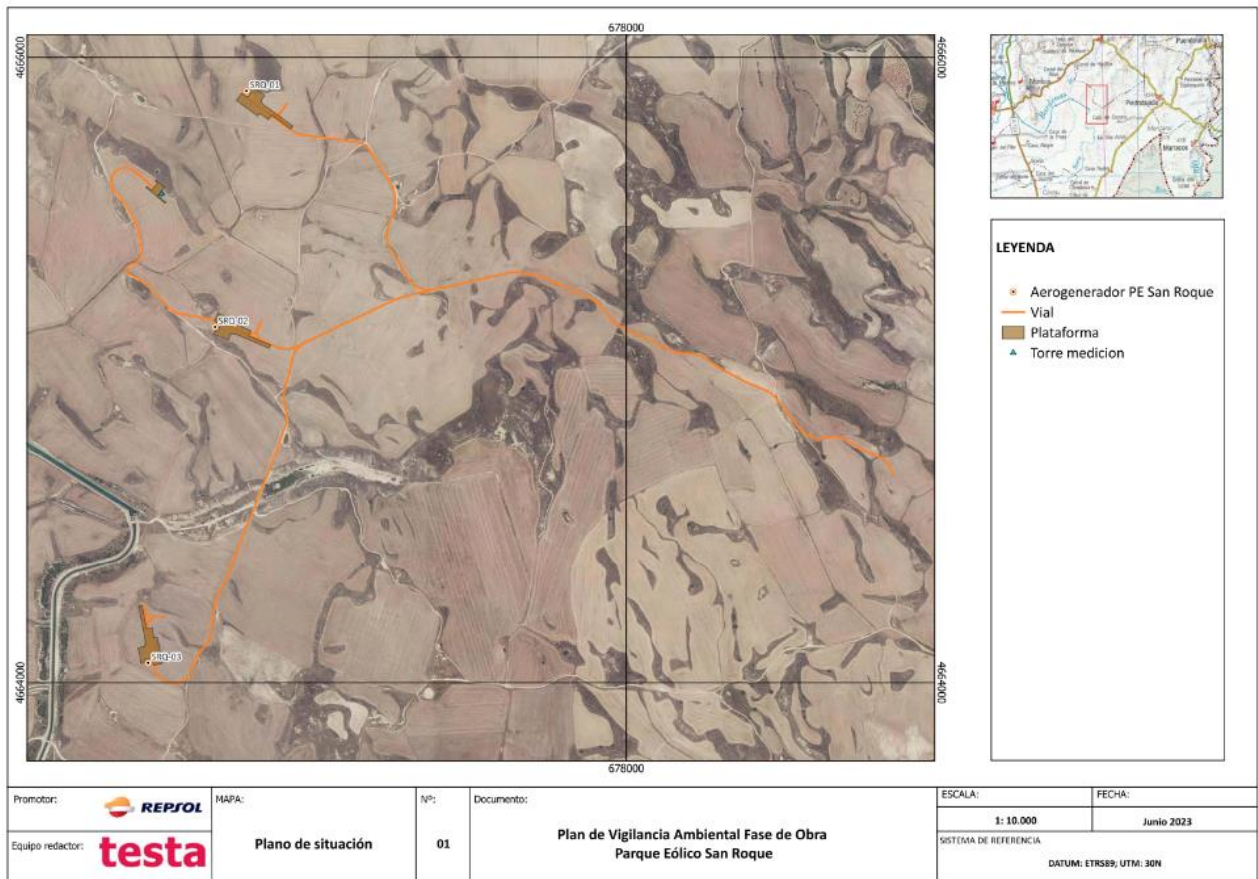 678000
4666000
4666000
SRQ-01
SRQ-02
SRQ-03
4664000
4664000
678000
LEYENDA
Aerogenerador PE San Roque
Vial
Plataforma
Torre medicion
Promotor:
REPSOL
Equipo redactor:
testa
MAPA:
Plano de situación
Nº:
01
Documento:
Plan de Vigilancia Ambiental Fase de Obra
Parque Eólico San Roque
ESCALA:
1: 10.000
FECHA:
Junio 2023
SISTEMA DE REFERENCIA
DATUM: ETRS89; UTM: 30N